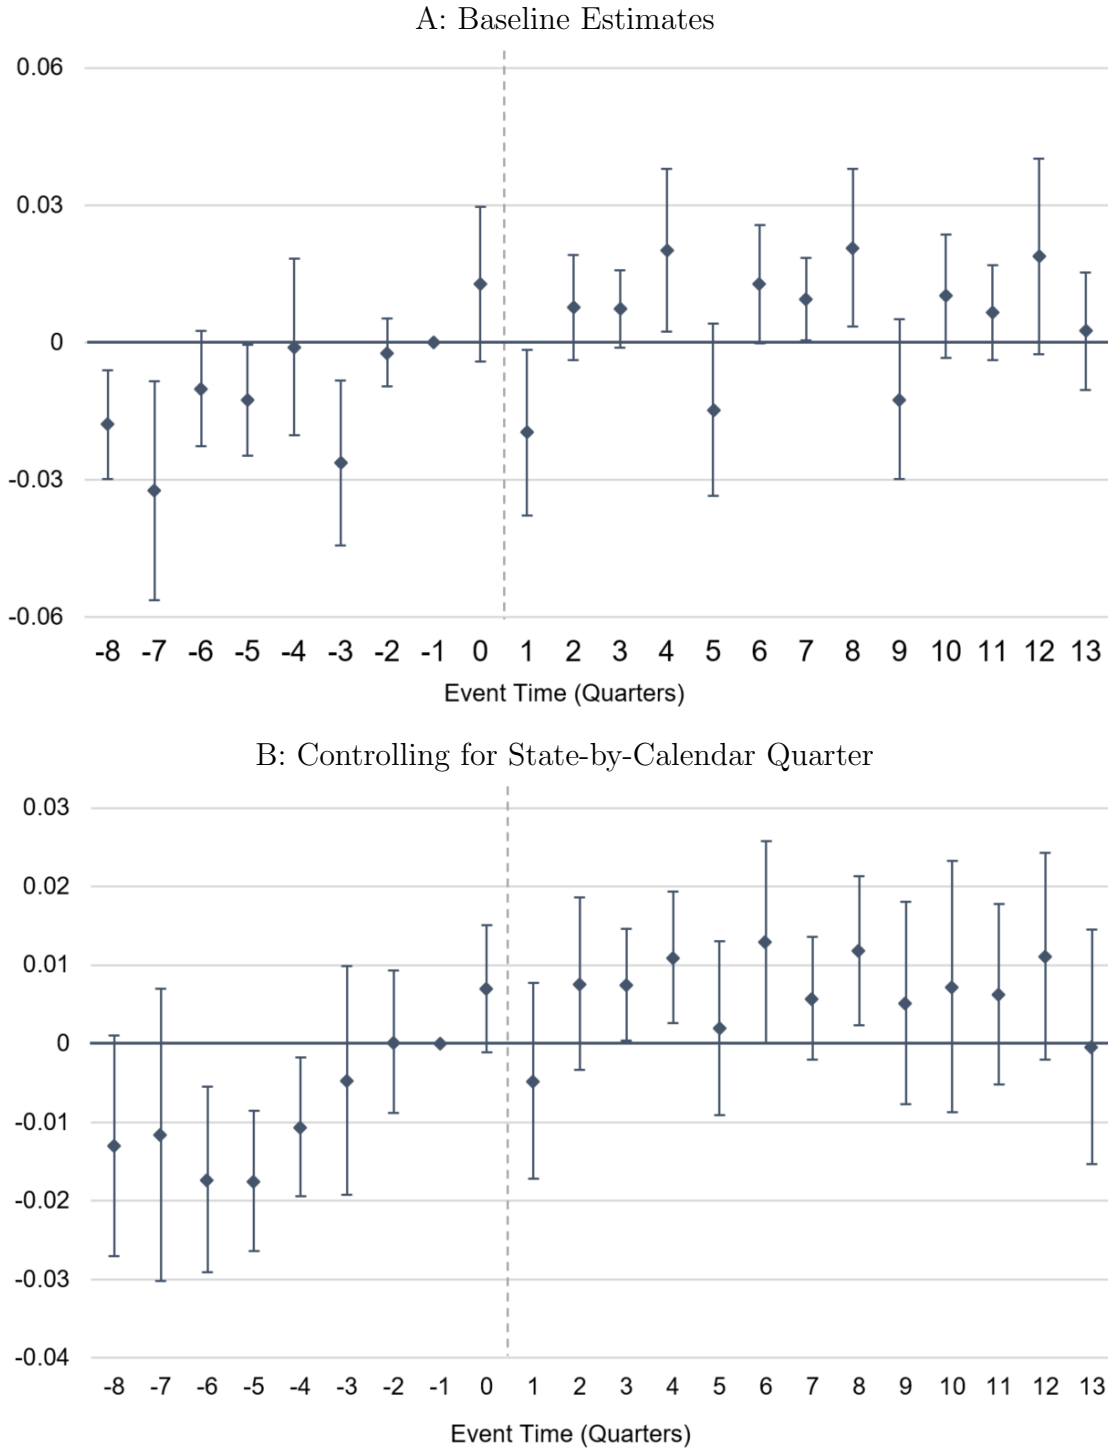 A: Baseline Estimates
0.06
0.03
0
-0.03
-0.06
-8 -7 -6 -5 -4 -3 -2 -1 0 1 2 3 4 5 6 7 8 9 10 11 12 13
Event Time (Quarters)
B: Controlling for State-by-Calendar Quarter
0.03
0.02
0.01
0
-0.01
-0.02
-0.03
-0.04
-8 -7 -6 -5 -4 -3 -2 -1 0 1 2 3 4 5 6 7 8 9 10 11 12 13
Event Time (Quarters)